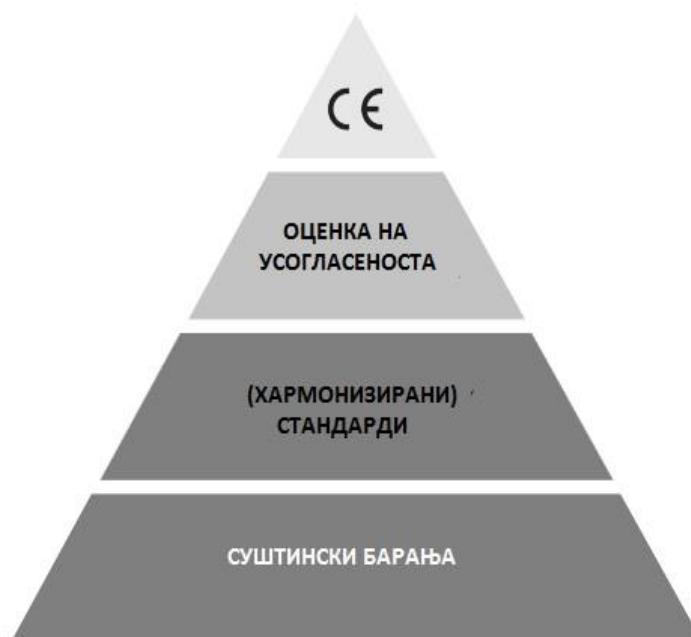 CE
ОЦЕНКА НА
УСОГЛАСЕНОСТА
(ХАРМОНИЗИРАНИ)
СТАНДАРДИ
СУШТИНСКИ БАРАЊА